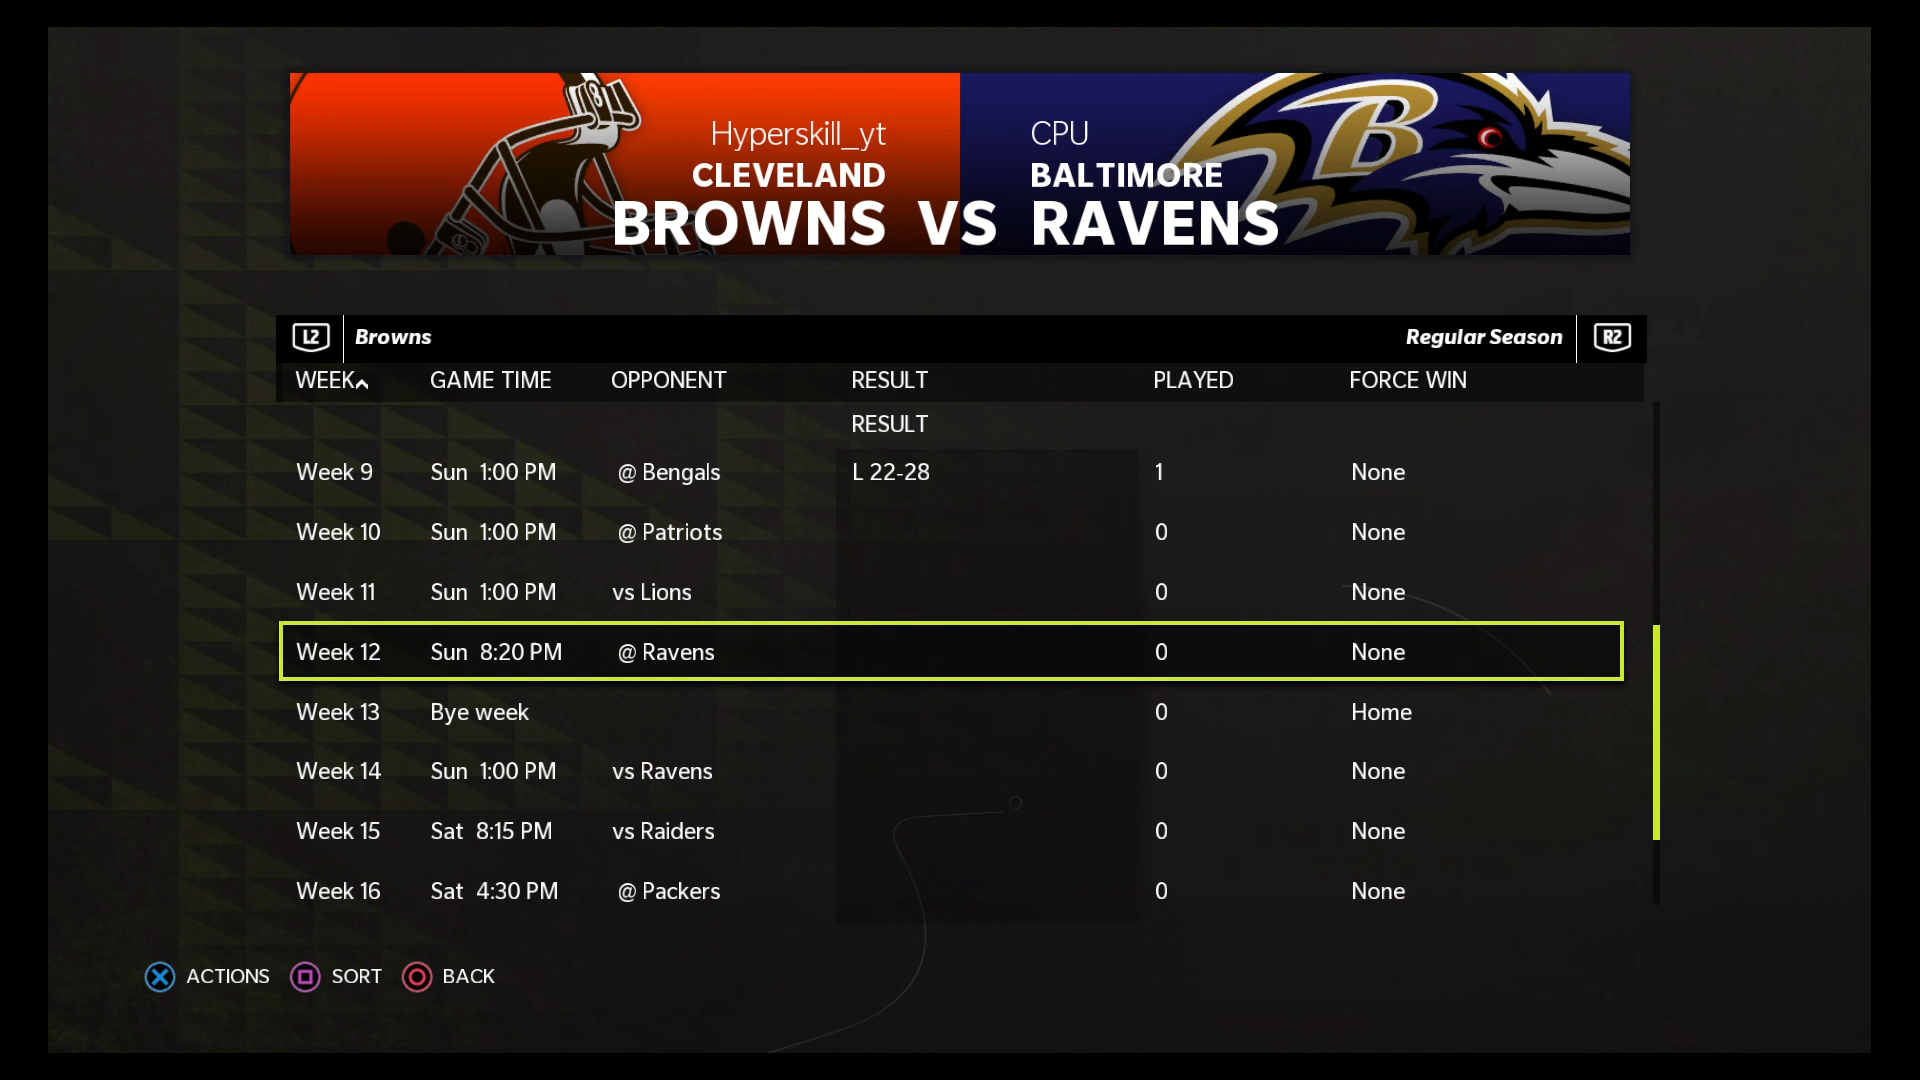 Hyperskill_yt CPU
CLEVELAND BALTIMORE
BROWNS VS RAVENS
L2 Browns Regular Season R2
WEEK GAME TIME OPPONENT RESULT PLAYED FORCE WIN
RESULT
Week 9 Sun 1:00 PM @ Bengals L 22-28 1 None
Week 10 Sun 1:00 PM @ Patriots 0 None
Week 11 Sun 1:00 PM vs Lions 0 None
Week 12 Sun 8:20 PM @ Ravens 0 None
Week 13 Bye week 0 Home
Week 14 Sun 1:00 PM vs Ravens 0 None
Week 15 Sat 8:15 PM vs Raiders 0 None
Week 16 Sat 4:30 PM @ Packers 0 None
ACTIONS SORT BACK